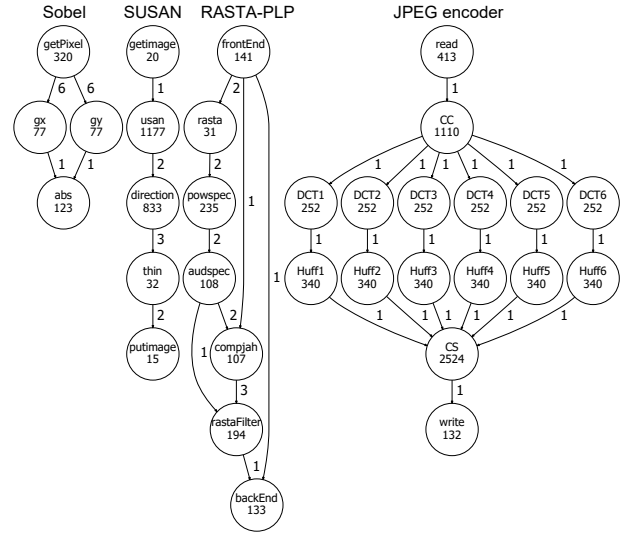 Sobel SUSAN RASTA-PLP JPEG encoder
getPixel
320
6 6
gx
77
gy
77
1 1
abs
123
getimage
20
1
usan
1177
2
direction
833
3
thin
32
2
putimage
15
frontEnd
141
2
rasta
31
2
powspec
235
1
2
audspec
108
1
2
1
compjah
107
3
rastaFilter
194
1
backEnd
133
read
413
1
CC
1110
1 1 1 1 1 1
DCT1
252
DCT2
252
DCT3
252
DCT4
252
DCT5
252
DCT6
252
1 1 1 1 1 1
Huff1
340
Huff2
340
Huff3
340
Huff4
340
Huff5
340
Huff6
340
1 1 1 1 1 1
CS
2524
1
write
132